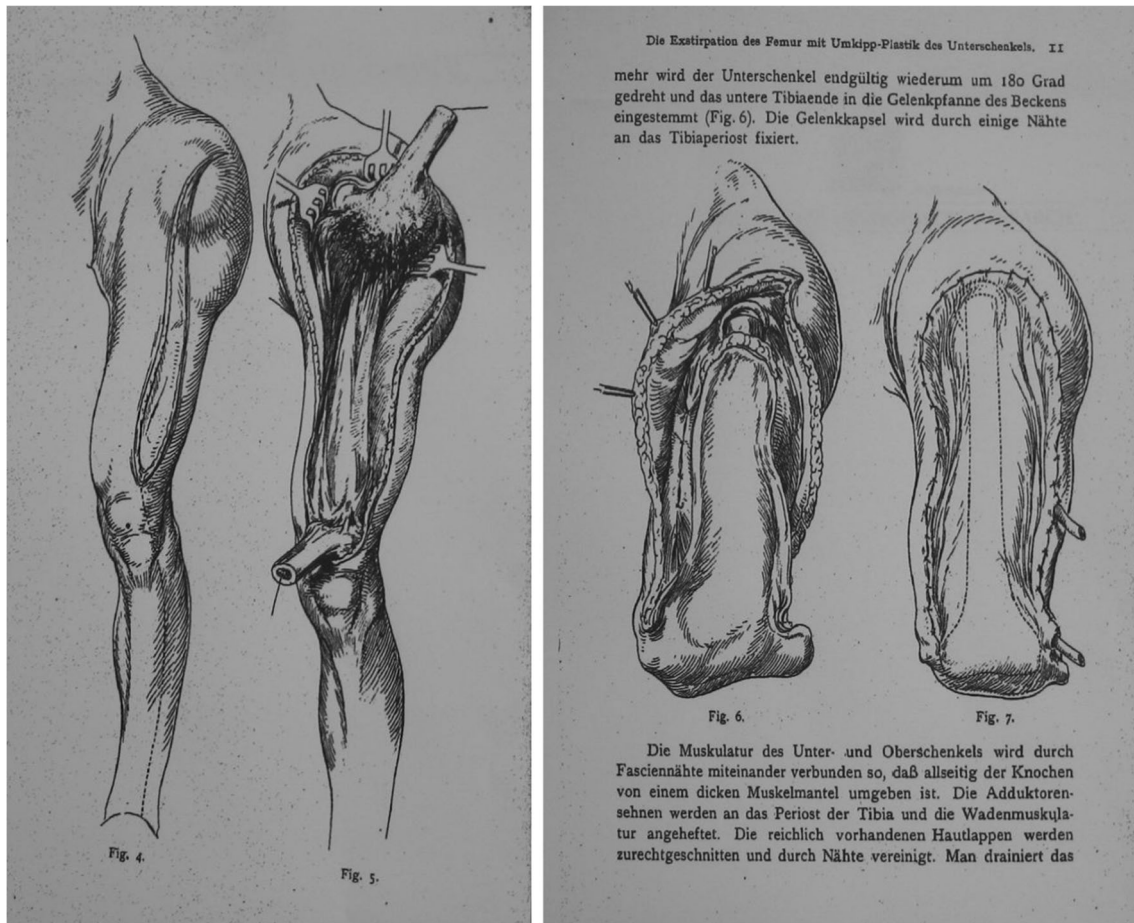 Fig. 4.
Fig. 5.
Die Exstirpation des Femur mit Umkipp-Plastik des Unterschenkels. 11
mehr wird der Unterschenkel endgültig wiederum um 180 Grad
gedreht und das untere Tibiaende in die Gelenkpfanne des Beckens
eingestemmt (Fig. 6). Die Gelenkkapsel wird durch einige Nähte
an das Tibiaperiost fixiert.
Fig. 6.
Fig. 7.
Die Muskulatur des Unter- und Oberschenkels wird durch
Fasciennähte miteinander verbunden so, daß allseitig der Knochen
von einem dicken Muskelmantel umgeben ist. Die Adduktoren-
sehnen werden an das Periost der Tibia und die Wadenmuskula-
tur angeheftet. Die reichlich vorhandenen Hautlappen werden
zurechtgeschnitten und durch Nähte vereinigt. Man drainiert das